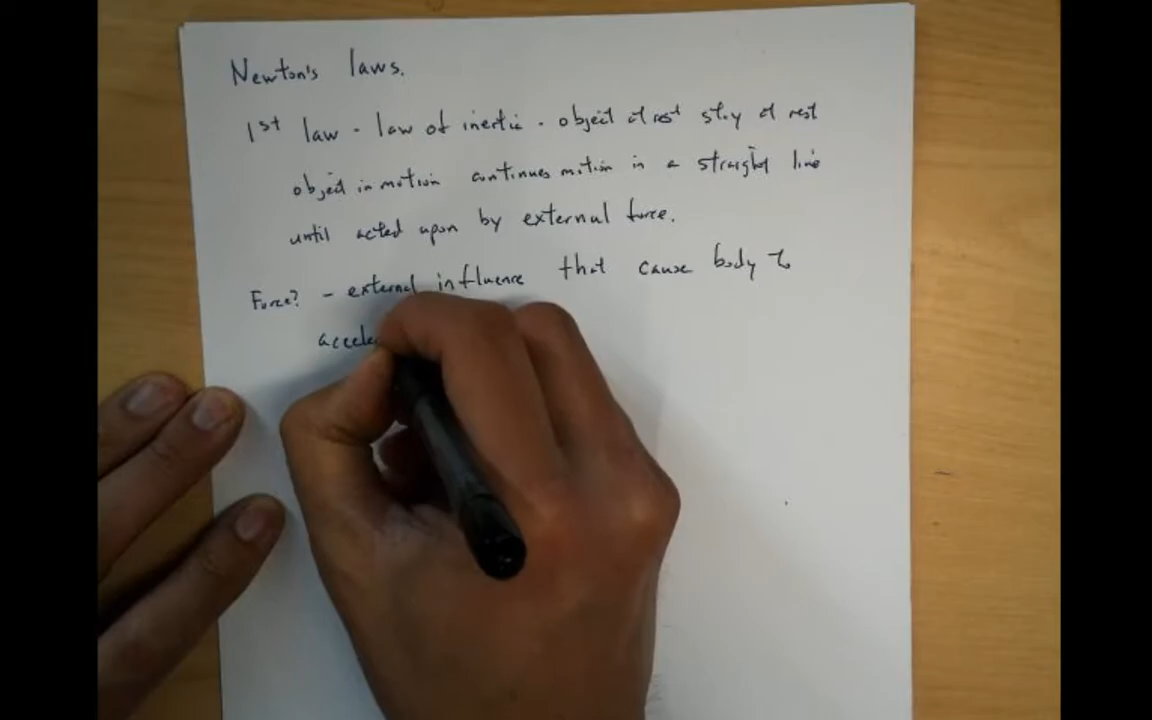 Newton's laws.
1st law - law of inertia - object at rest stay at rest
object in motion continues motion in a straight line
until acted upon by external force.
Force? - external influence that cause body to
accele